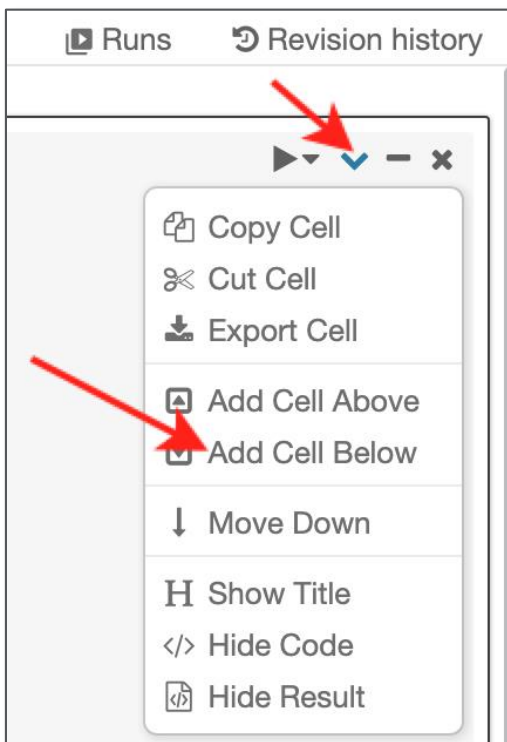 Runs Revision history
Copy Cell
Cut Cell
Export Cell
Add Cell Above
Add Cell Below
Move Down
H Show Title
</> Hide Code
Hide Result